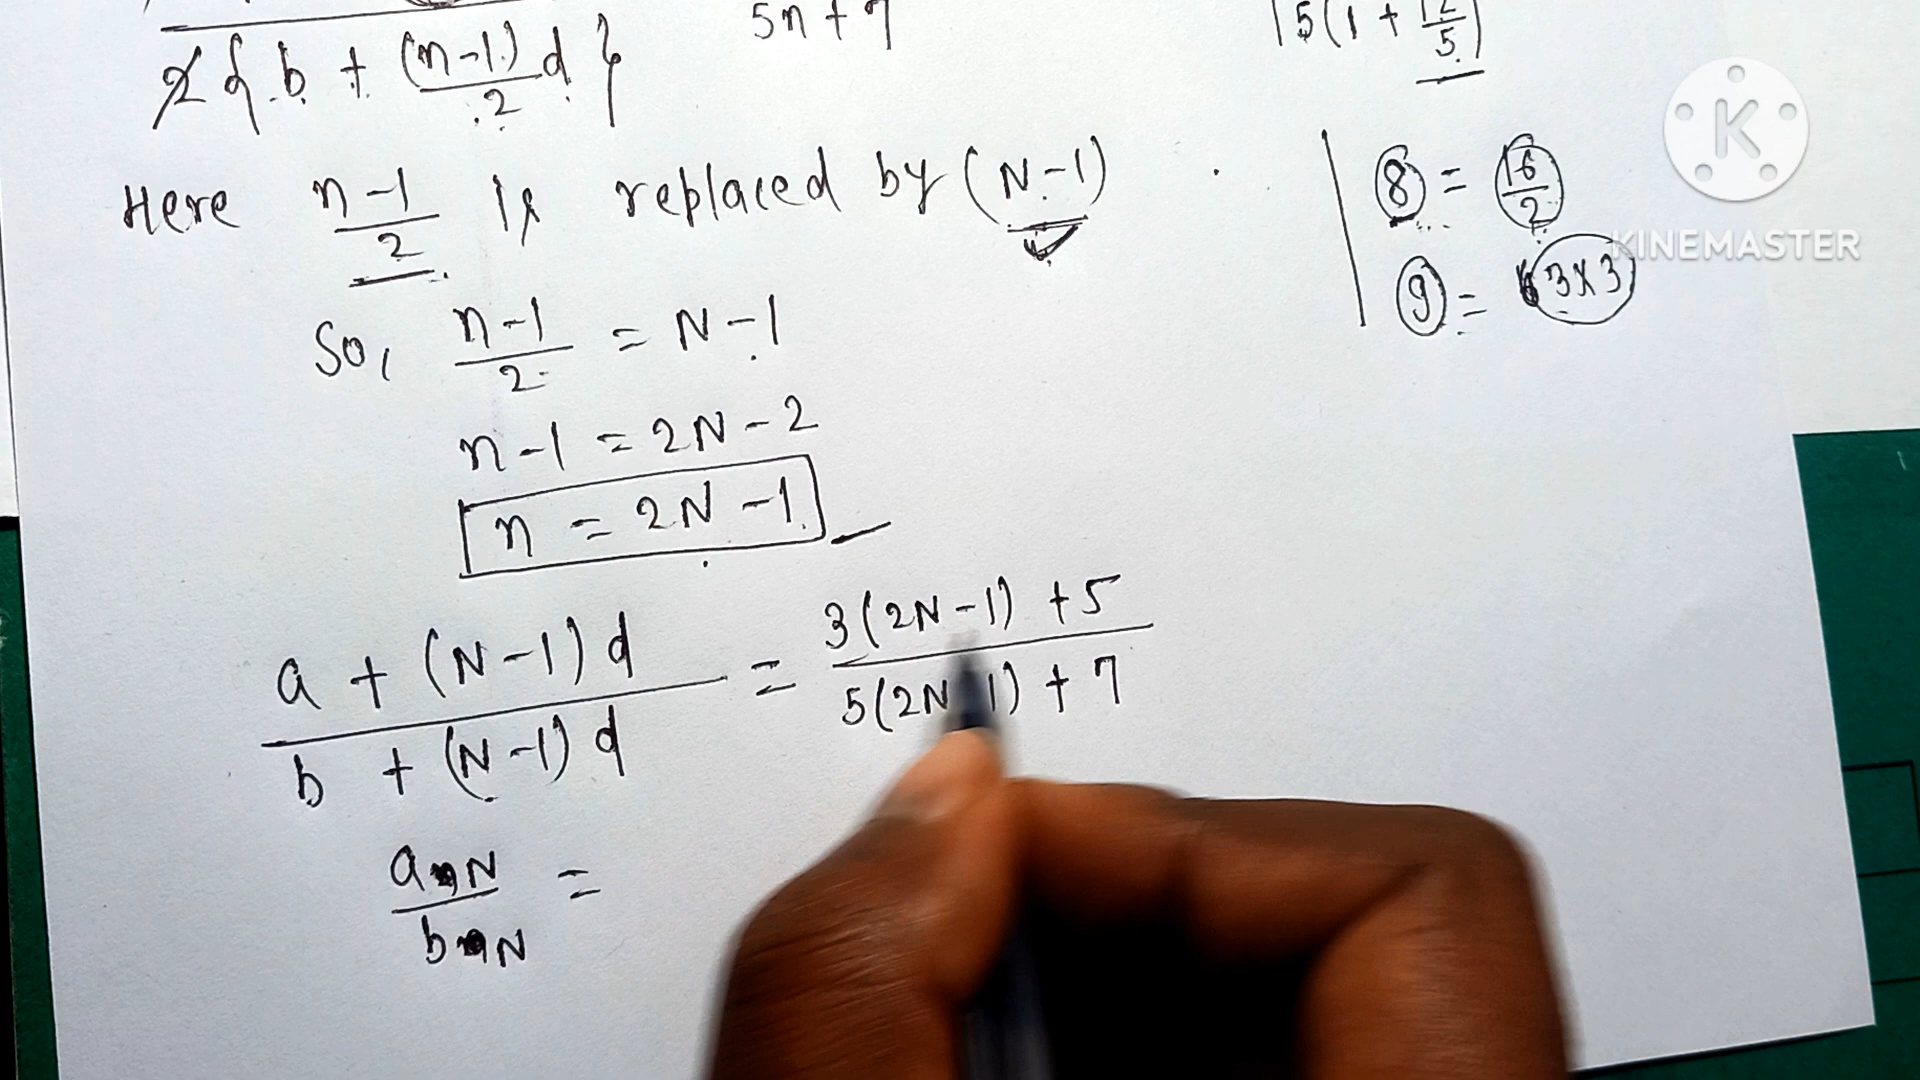 2{b + (n-1)/2 d}
5n + 7
5(1 + 12/5)
Here n-1/2 is replaced by (N-1)
8 = 16/2
9 = 3x3
K
KINEMASTER
So, n-1/2 = N-1
n-1 = 2N-2
n = 2N-1
a + (N-1)d / b + (N-1)d = 3(2N-1) + 5 / 5(2N-1) + 7
aN/bN =